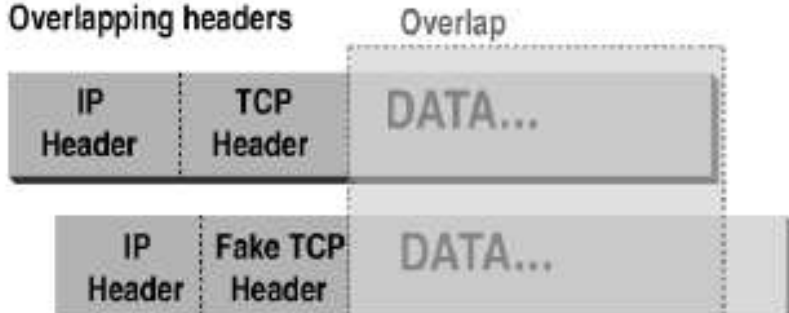 Overlapping headers
Overlap
IP Header
TCP Header
DATA...
IP Header
Fake TCP Header
DATA...